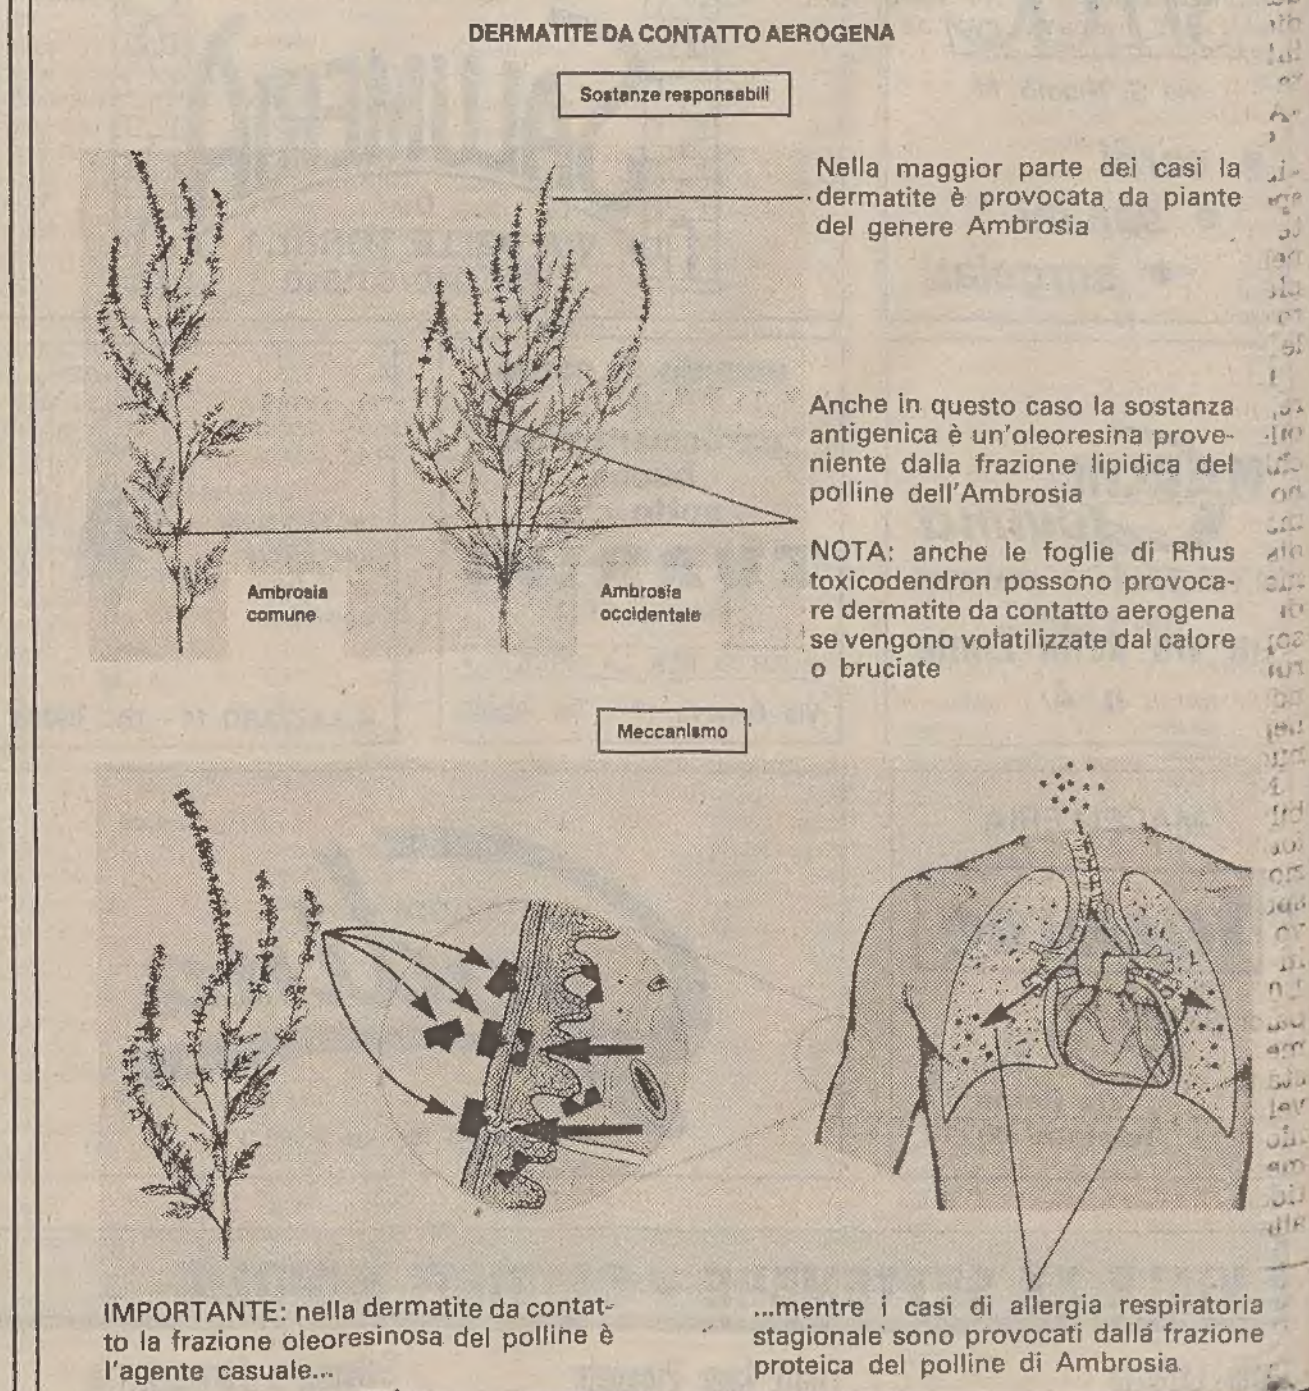 DERMATITE DA CONTATTO AEROGENA
Sostanze responsabili
Nella maggior parte dei casi la
dermatite è provocata da piante
del genere Ambrosia
Anche in questo caso la sostanza
antigenica è un'oleoresina prove-
niente dalla frazione lipidica del
polline dell'Ambrosia
NOTA: anche le foglie di Rhus
toxicodendron possono provoca-
re dermatite da contatto aerogena
se vengono volatilizzate dal calore
o bruciate
Ambrosia
comune
Ambrosia
occidentale
Meccanismo
IMPORTANTE: nella dermatite da contat-
to la frazione oleoresinosa del polline è
l'agente casuale...
...mentre i casi di allergia respiratoria
stagionale sono provocati dalla frazione
proteica del polline di Ambrosia